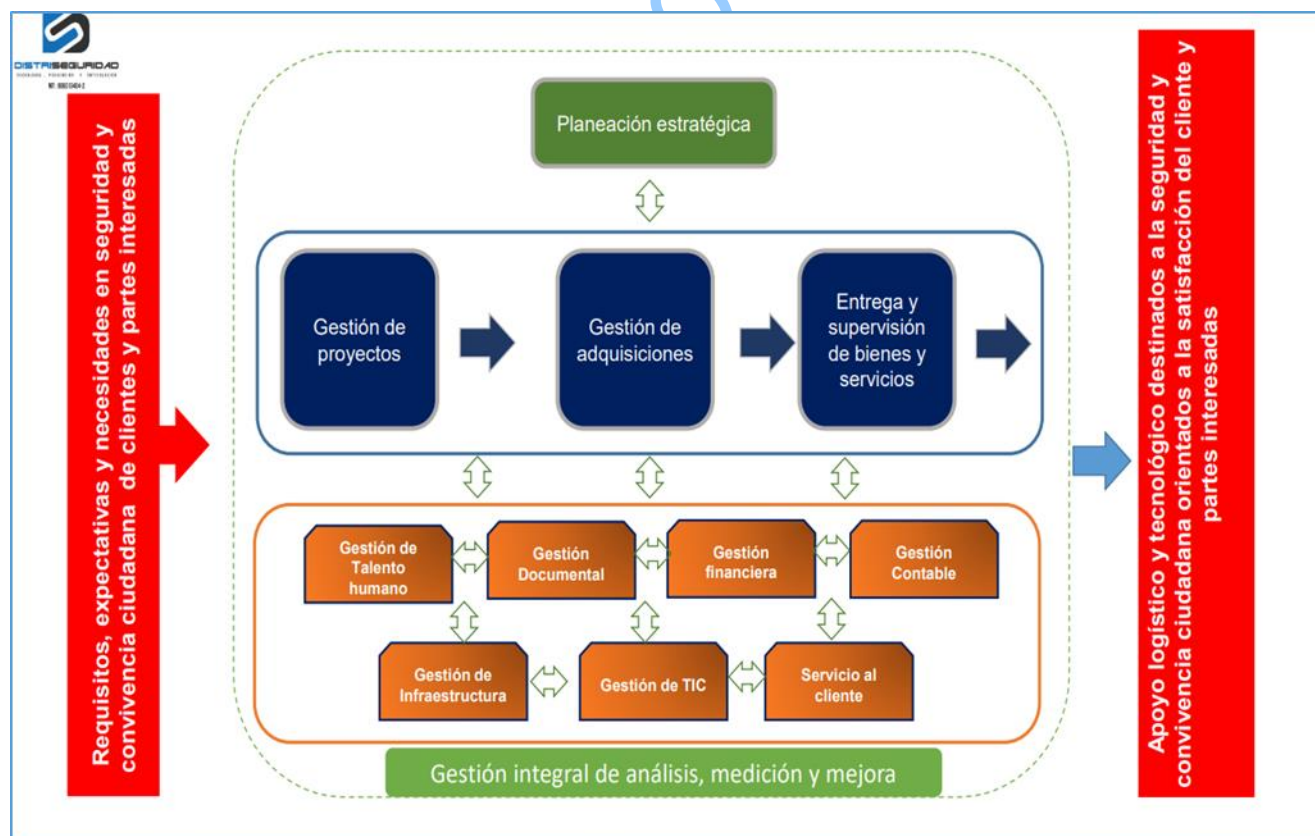 DISTRISEGURIDAD
Requisitos, expectativas y necesidades en seguridad y
convivencia ciudadana de clientes y partes interesadas
Planeación estratégica
Gestión de
proyectos
Gestión de
adquisiciones
Entrega y
supervisión
de bienes y
servicios
Gestión de
Talento
humano
Gestión
Documental
Gestión
financiera
Gestión
Contable
Gestión de
Infraestructura
Gestión de TIC
Servicio al
cliente
Gestión integral de análisis, medición y mejora
Apoyo logístico y tecnológico destinados a la seguridad y
convivencia ciudadana orientados a la satisfacción del cliente y
partes interesadas